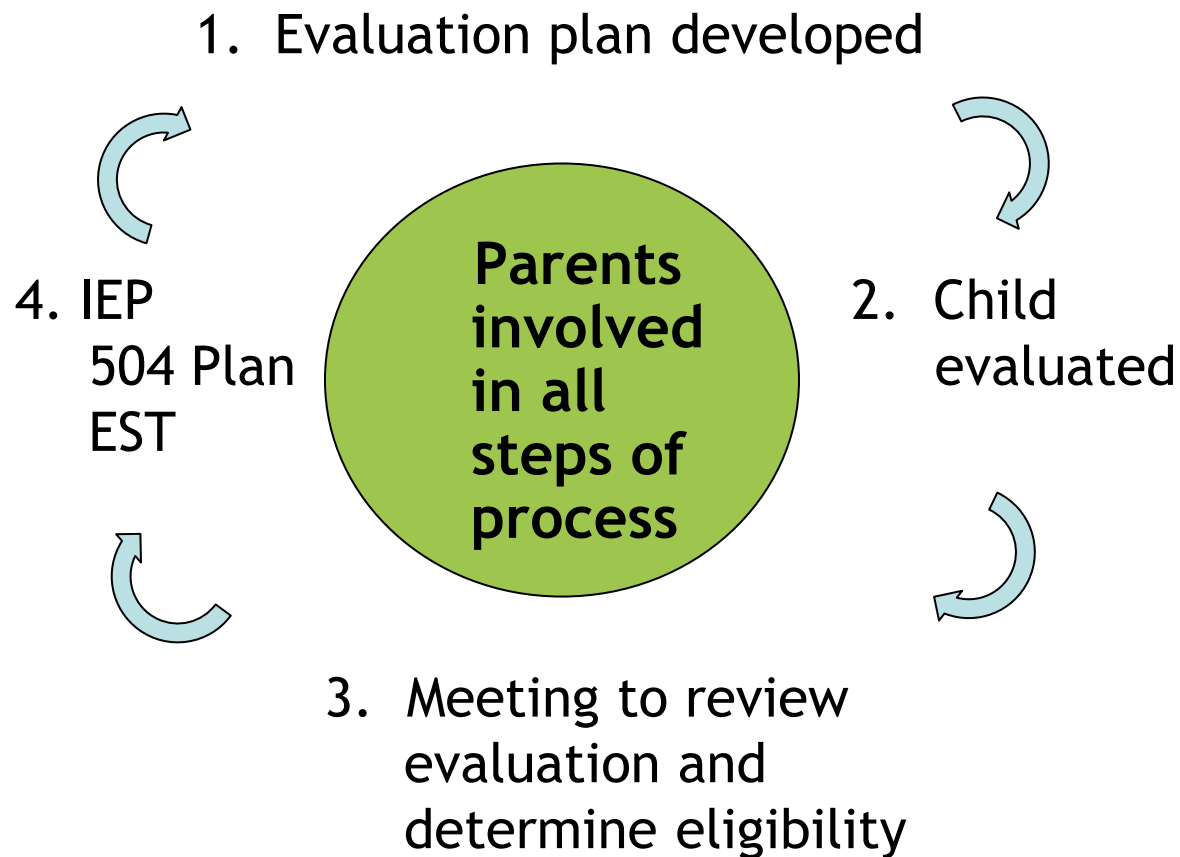 1. Evaluation plan developed
Parents
involved
in all
steps of
process
2. Child
evaluated
3. Meeting to review
evaluation and
determine eligibility
4. IEP
504 Plan
EST